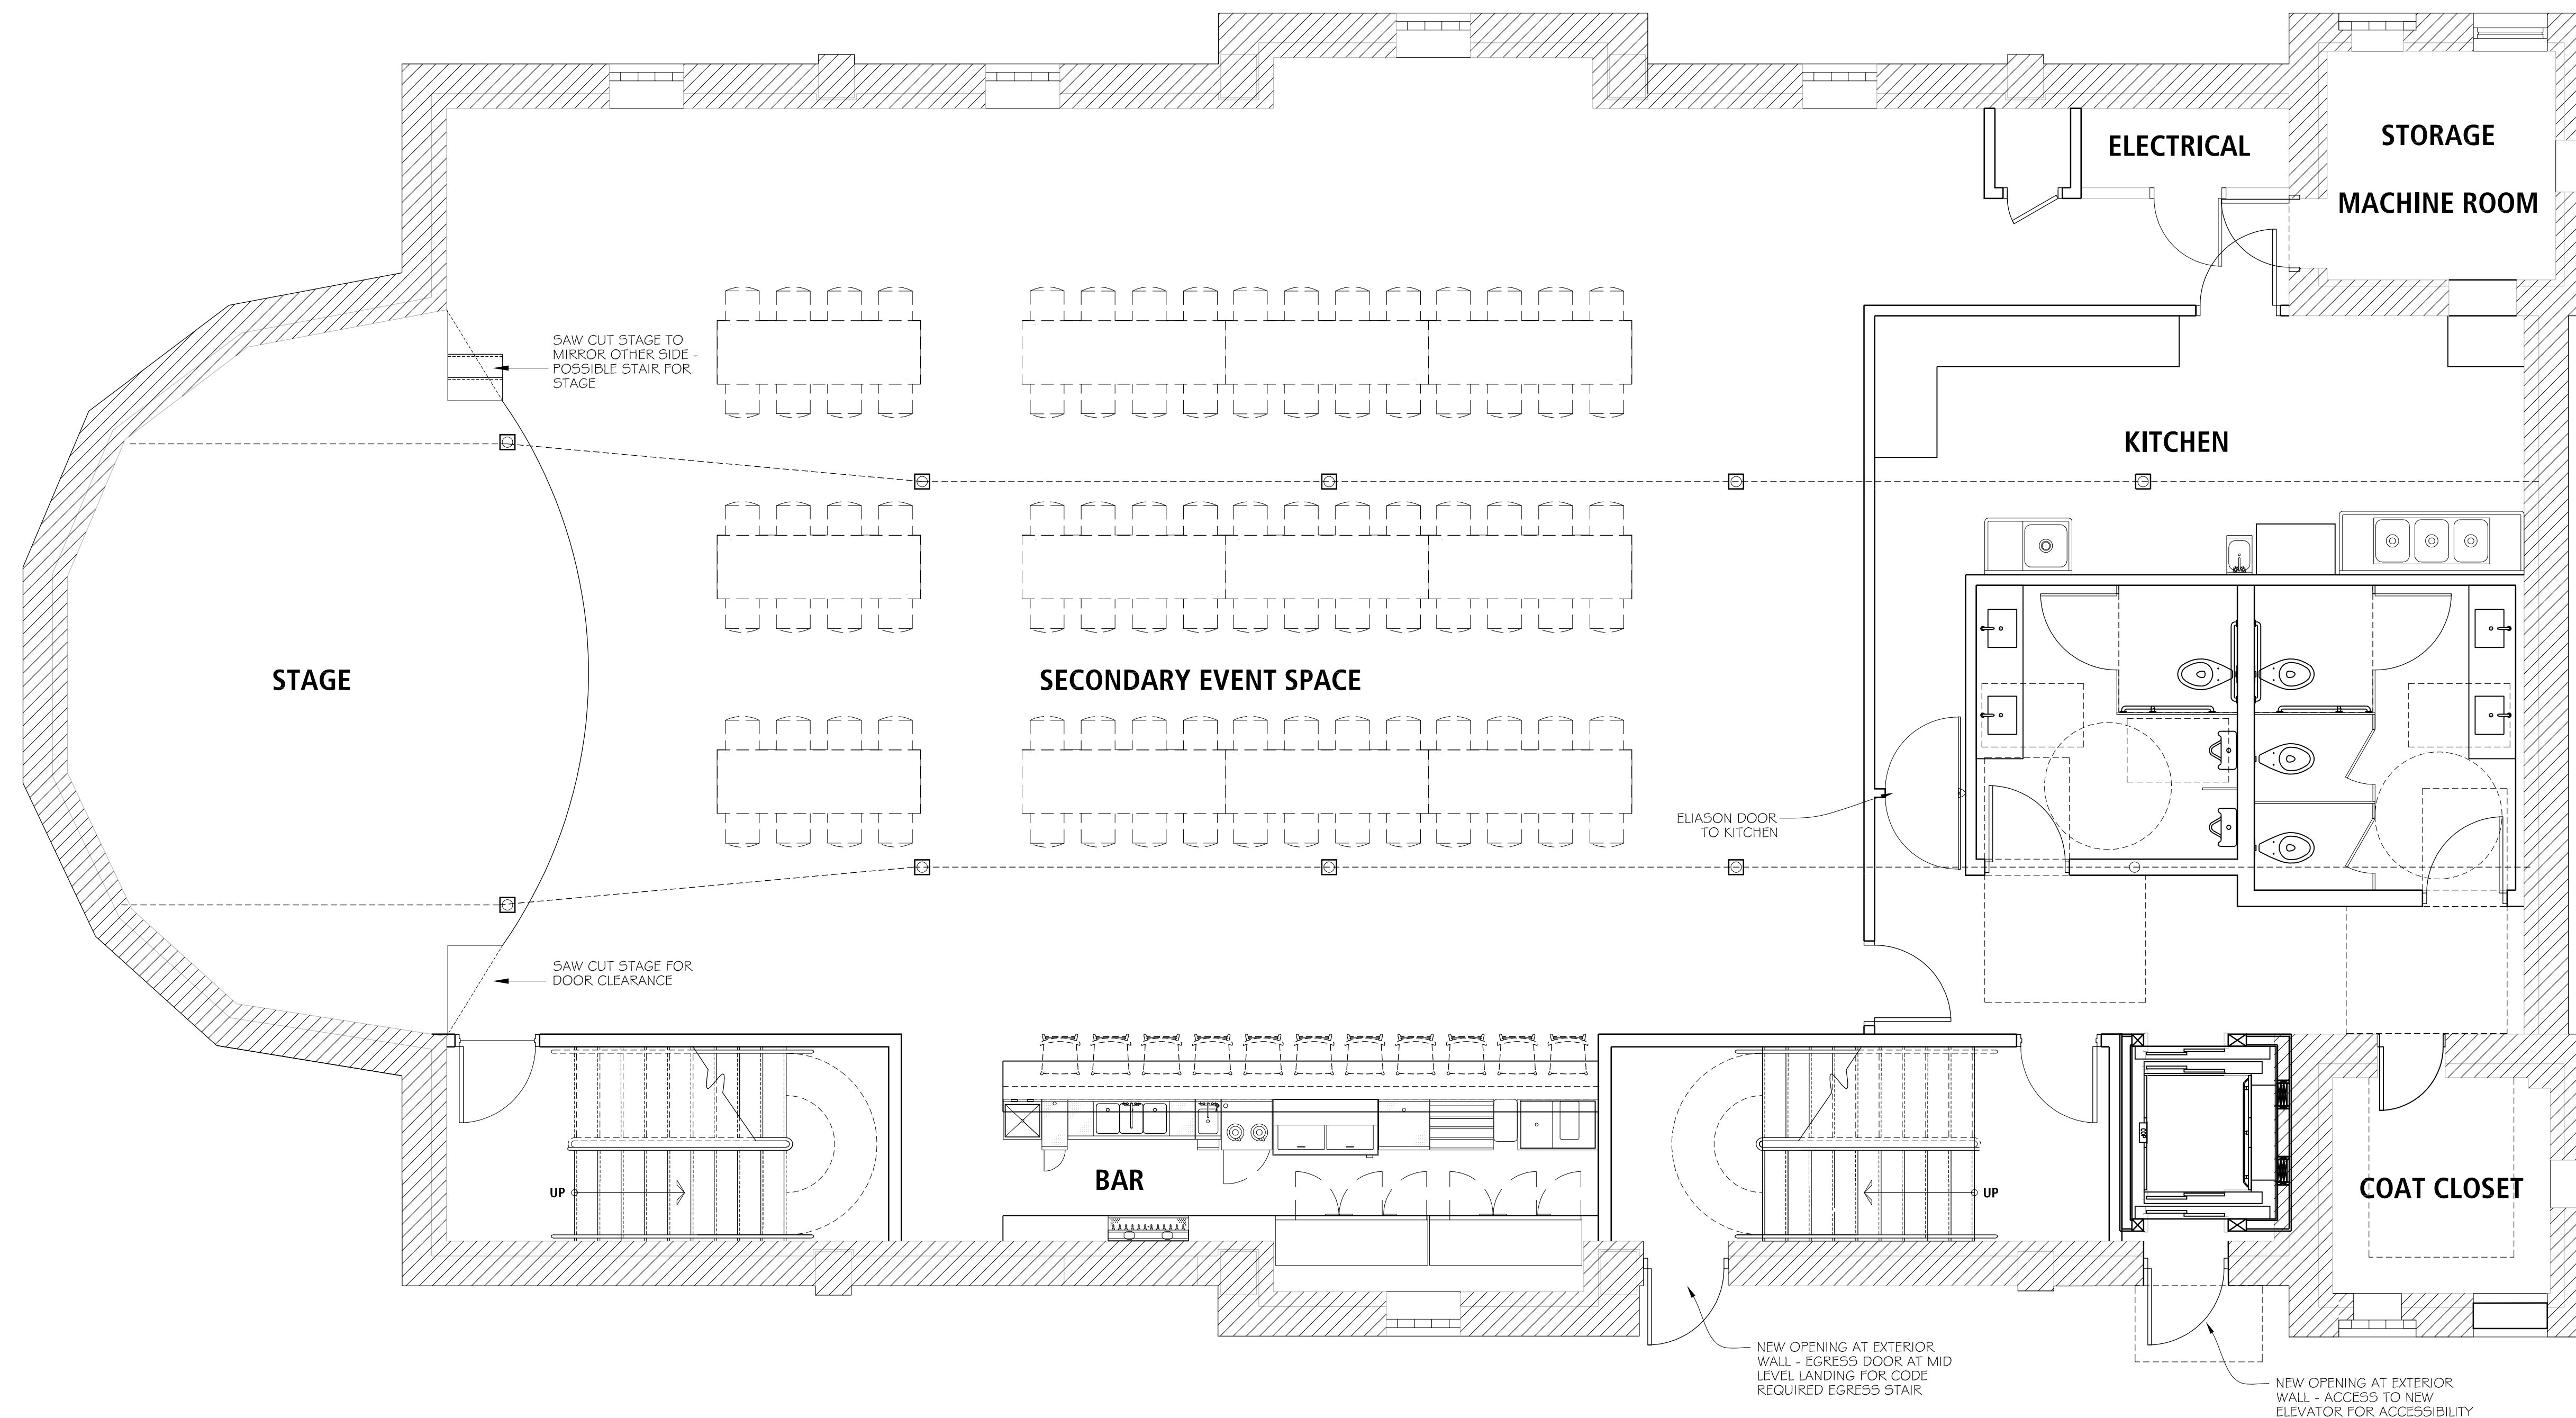 ELECTRICAL
STORAGE
MACHINE ROOM
SAW CUT STAGE TO
MIRROR OTHER SIDE -
POSSIBLE STAIR FOR
STAGE
KITCHEN
STAGE
SECONDARY EVENT SPACE
ELIASON DOOR
TO KITCHEN
SAW CUT STAGE FOR
DOOR CLEARANCE
UP
BAR
UP
COAT CLOSET
NEW OPENING AT EXTERIOR
WALL - EGRESS DOOR AT MID
LEVEL LANDING FOR CODE
REQUIRED EGRESS STAIR
NEW OPENING AT EXTERIOR
WALL - ACCESS TO NEW
ELEVATOR FOR ACCESSIBILITY